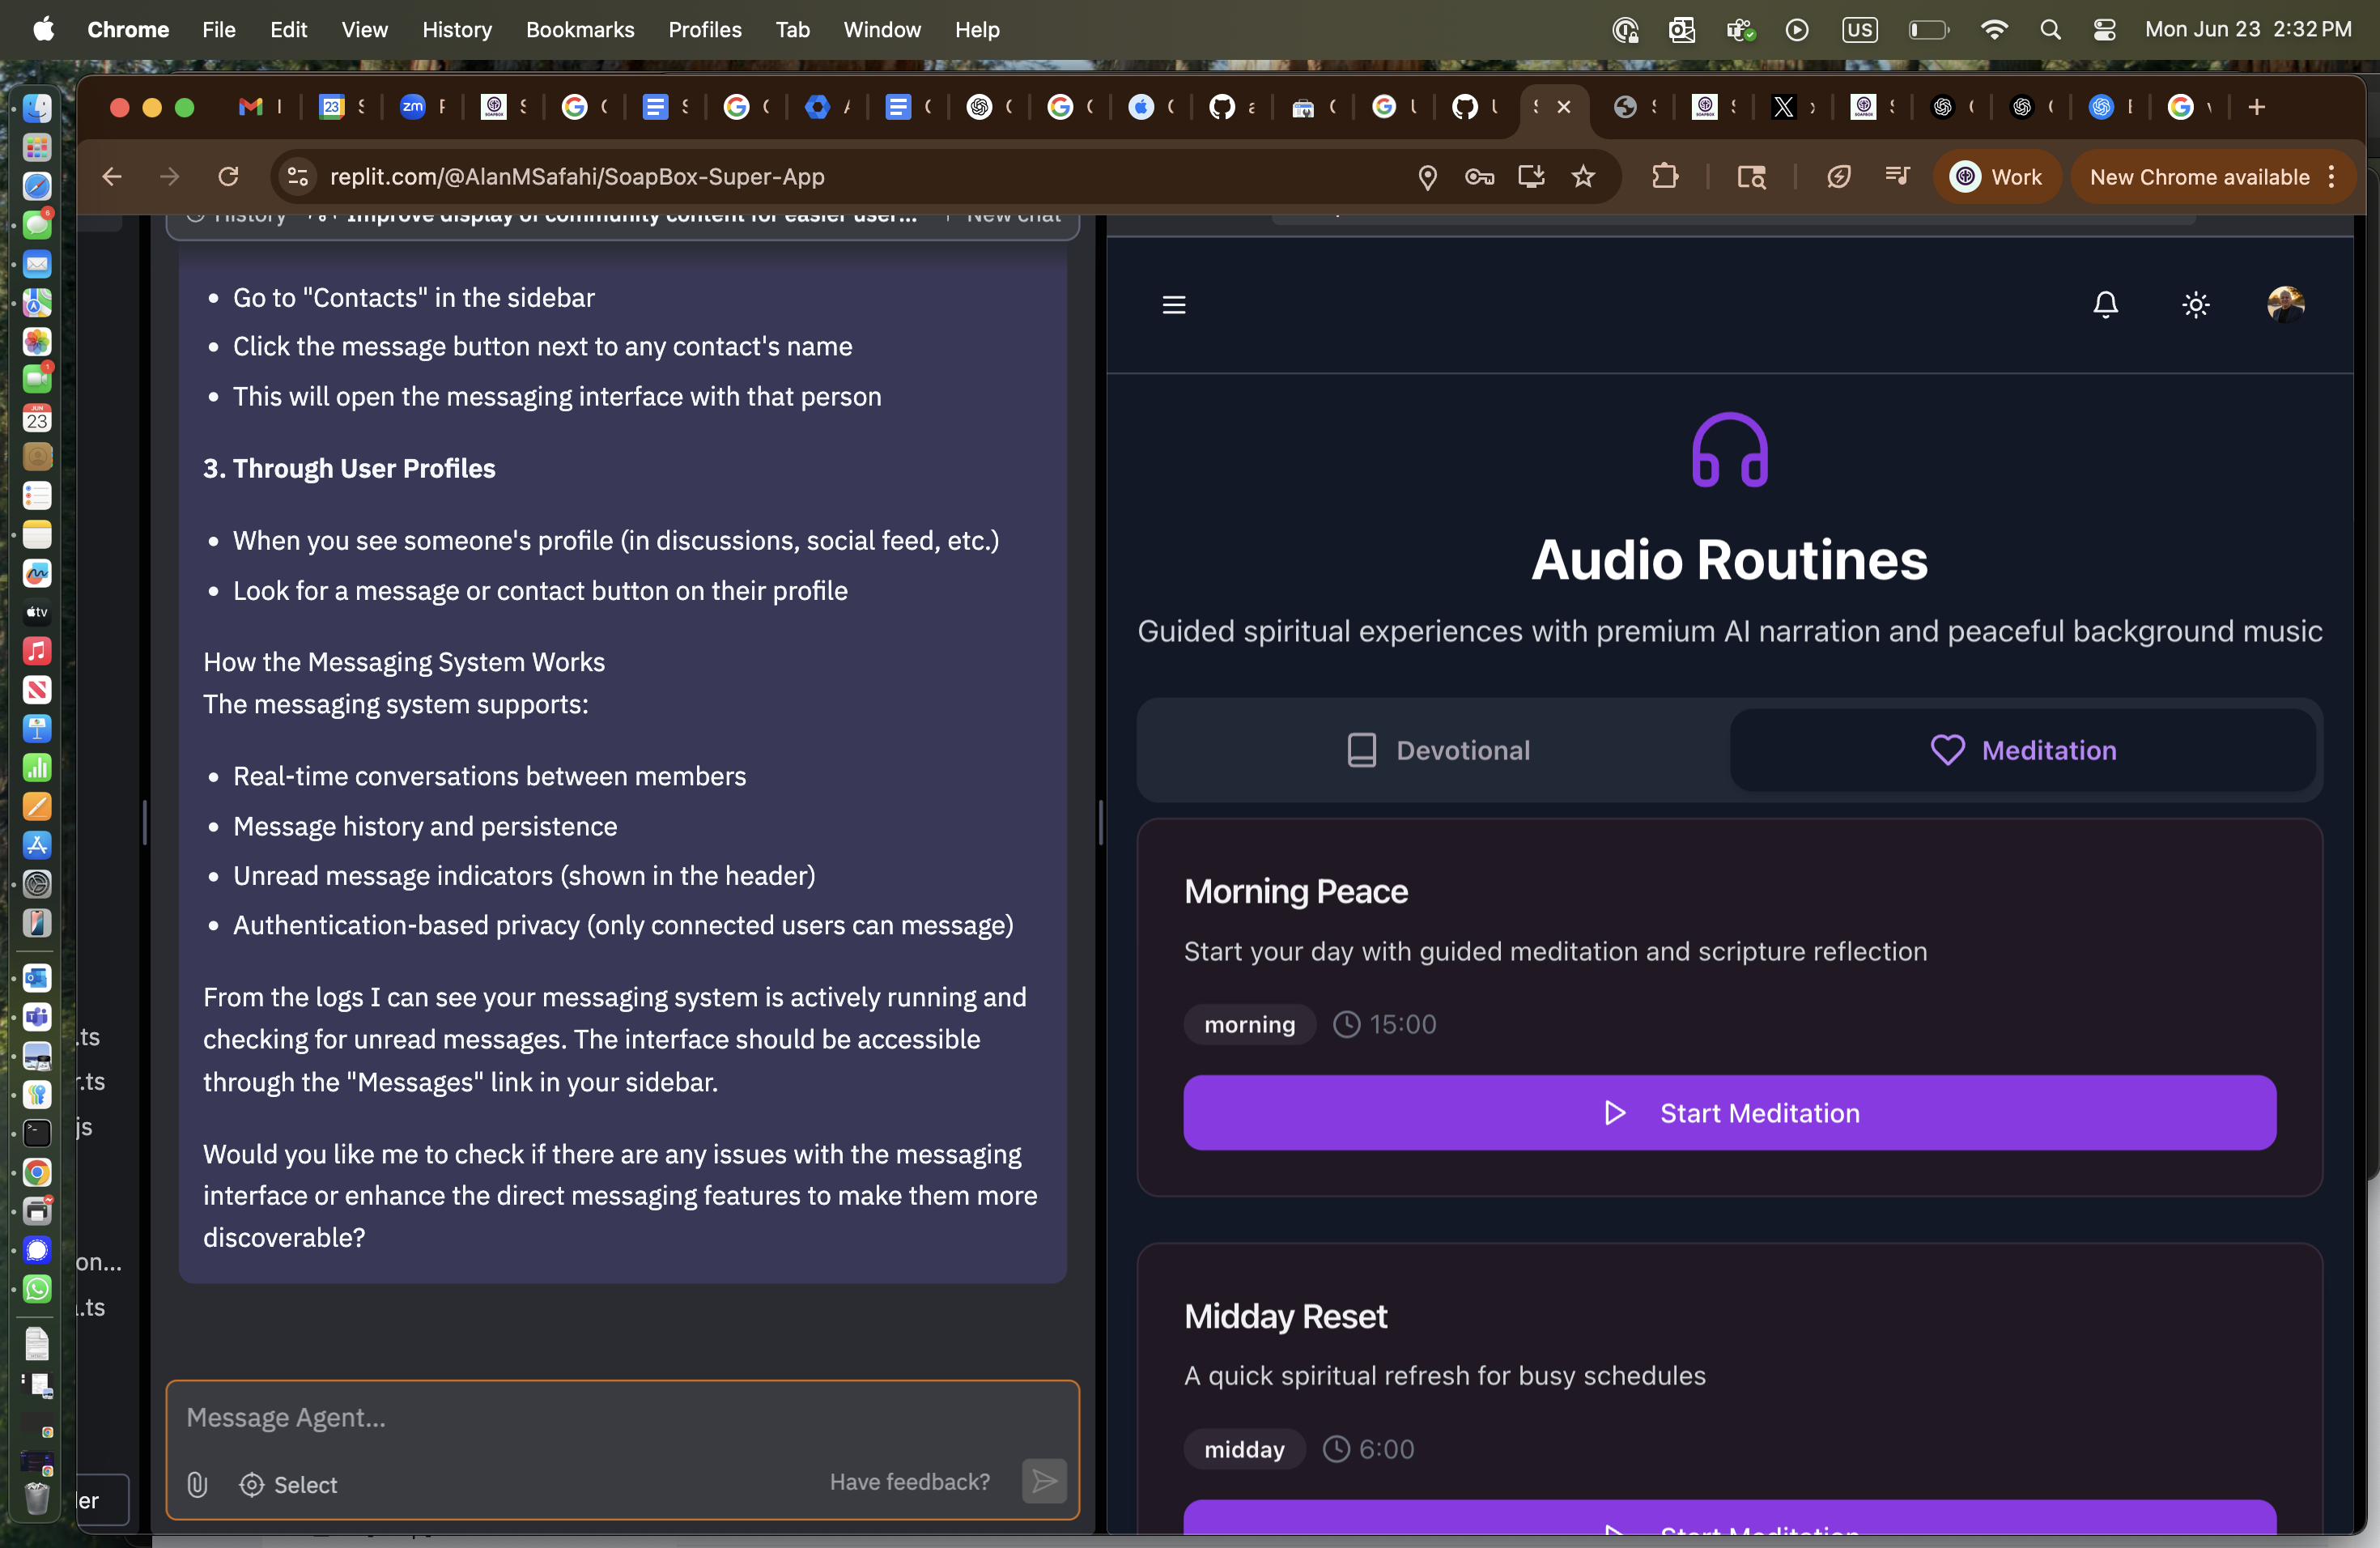 Chrome File Edit View History Bookmarks Profiles Tab Window Help US Mon Jun 23 2:32 PM
replit.com/@AlanMSafahi/SoapBox-Super-App Work New Chrome available
History Improve display of community content for easier user... New chat
Go to "Contacts" in the sidebar
Click the message button next to any contact's name
This will open the messaging interface with that person
3. Through User Profiles
When you see someone's profile (in discussions, social feed, etc.)
Look for a message or contact button on their profile
How the Messaging System Works
The messaging system supports:
Real-time conversations between members
Message history and persistence
Unread message indicators (shown in the header)
Authentication-based privacy (only connected users can message)
From the logs I can see your messaging system is actively running and
checking for unread messages. The interface should be accessible
through the "Messages" link in your sidebar.
Would you like me to check if there are any issues with the messaging
interface or enhance the direct messaging features to make them more
discoverable?
Message Agent...
Select Have feedback?
.ts
r.ts
js
on...
.ts
er
Audio Routines
Guided spiritual experiences with premium AI narration and peaceful background music
Devotional Meditation
Morning Peace
Start your day with guided meditation and scripture reflection
morning 15:00
Start Meditation
Midday Reset
A quick spiritual refresh for busy schedules
midday 6:00
Start Meditation